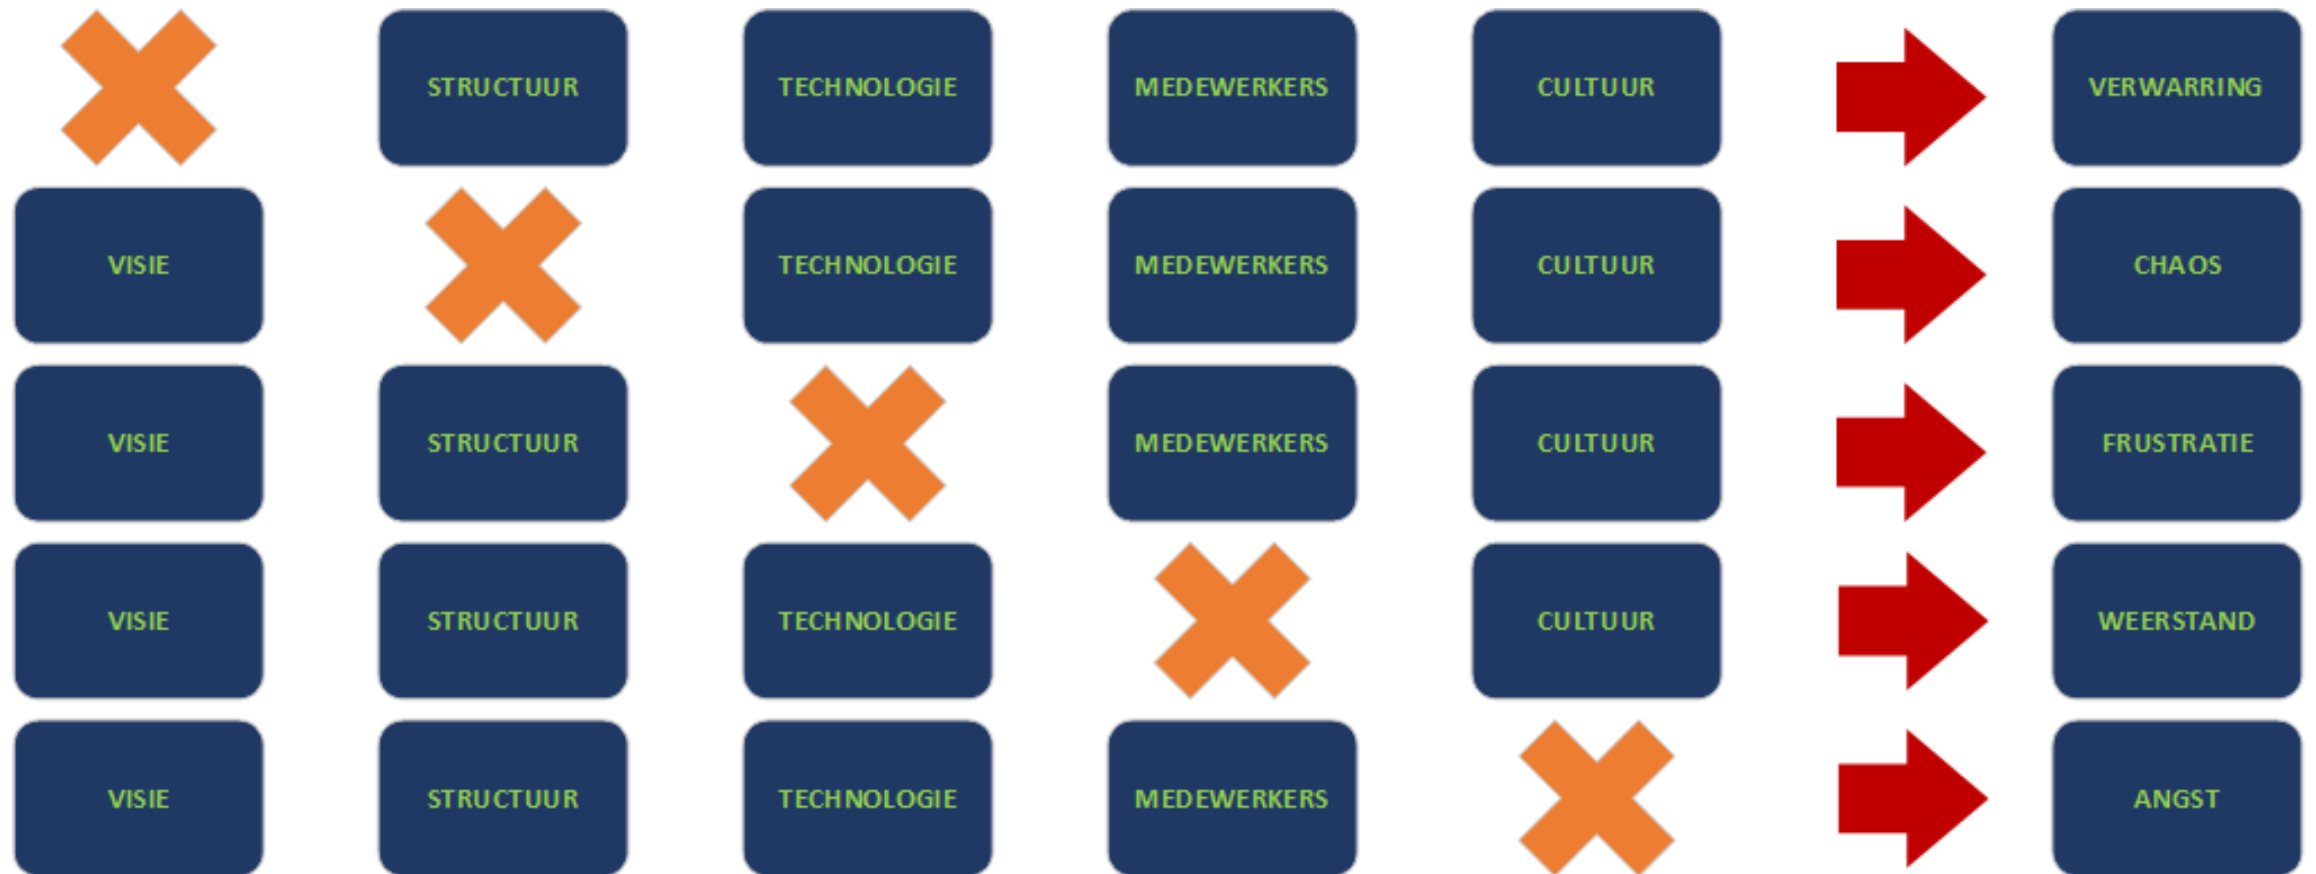 STRUCTUUR TECHNOLOGIE MEDEWERKERS CULTUUR VERWARRING
VISIE TECHNOLOGIE MEDEWERKERS CULTUUR CHAOS
VISIE STRUCTUUR MEDEWERKERS CULTUUR FRUSTRATIE
VISIE STRUCTUUR TECHNOLOGIE CULTUUR WEERSTAND
VISIE STRUCTUUR TECHNOLOGIE MEDEWERKERS ANGST